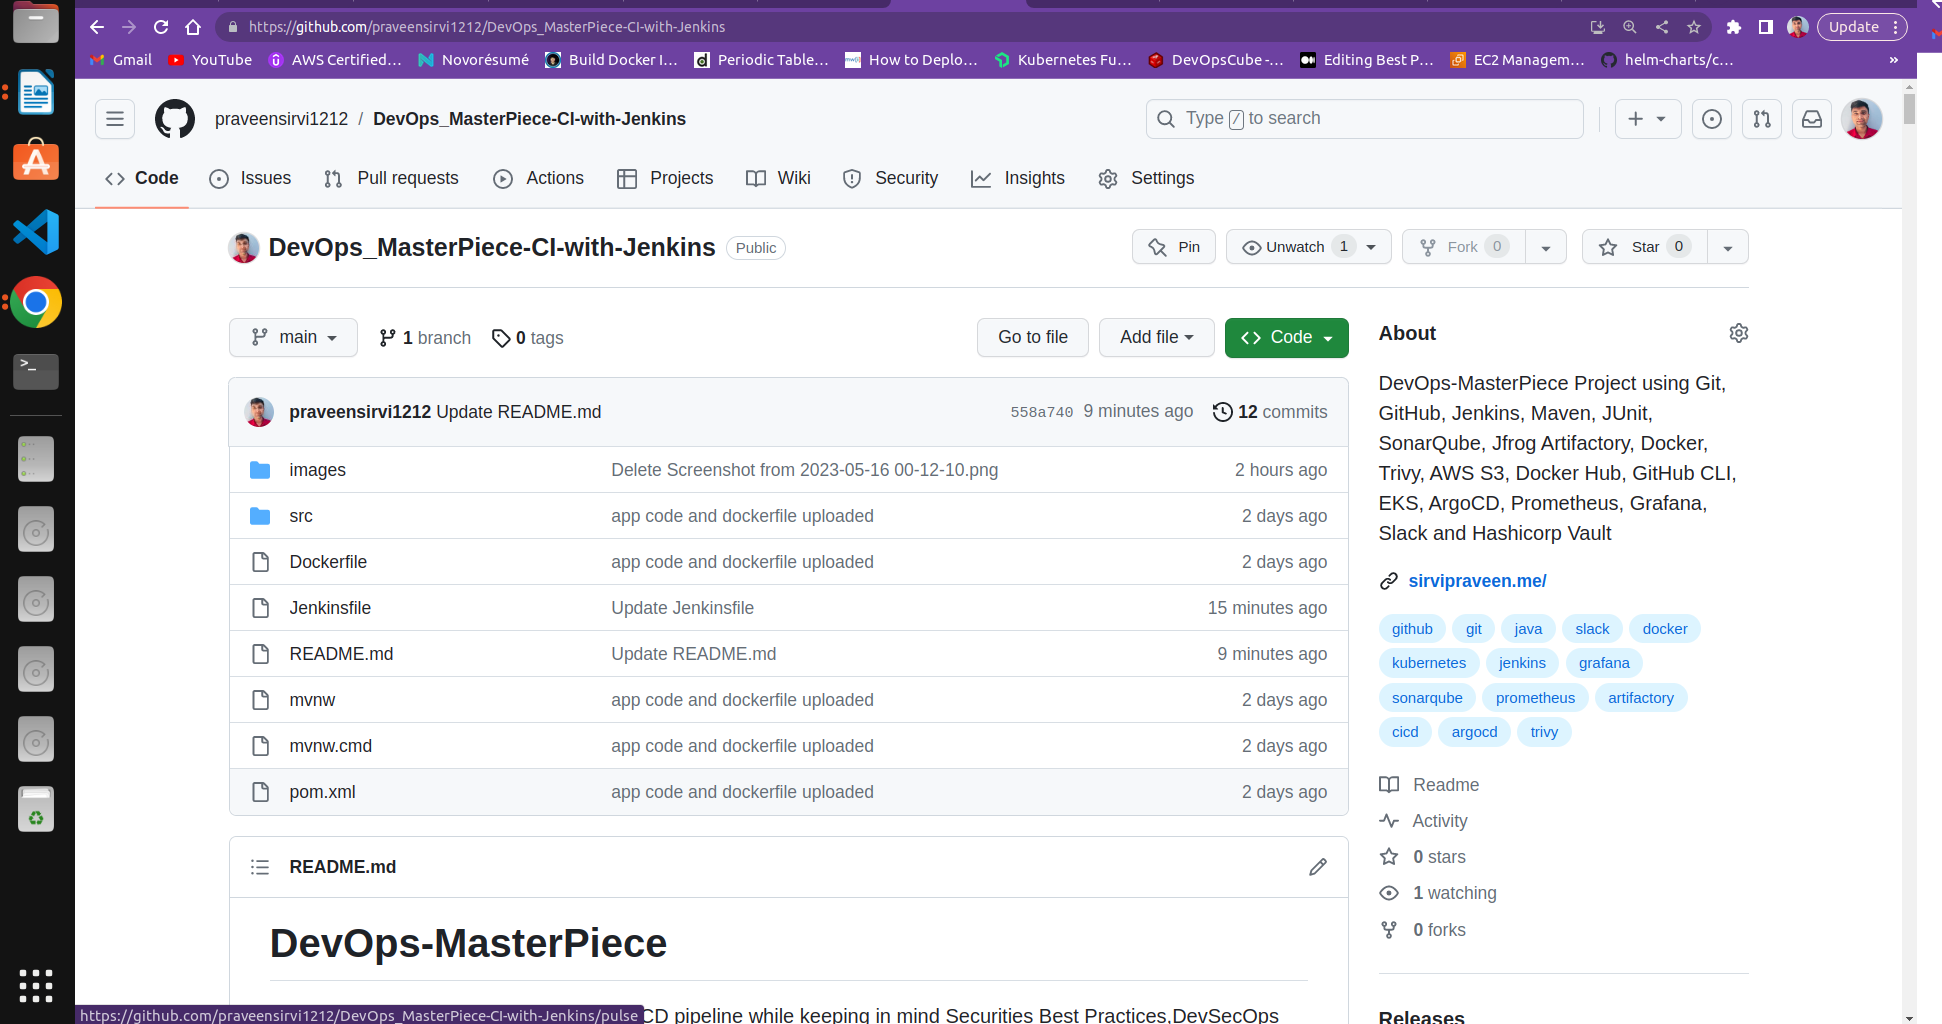 https://github.com/praveensirvi1212/DevOps_MasterPiece-CI-with-Jenkins
Update
Gmail YouTube AWS Certified... Novorésumé Build Docker I... Periodic Table... How to Deplo... Kubernetes Fu... DevOpsCube -... Editing Best P... EC2 Managem... helm-charts/c... »
praveensirvi1212 / DevOps_MasterPiece-CI-with-Jenkins
Type / to search
Code Issues Pull requests Actions Projects Wiki Security Insights Settings
DevOps_MasterPiece-CI-with-Jenkins Public
Pin Unwatch 1 Fork 0 Star 0
main 1 branch 0 tags
Go to file Add file Code
praveensirvi1212 Update README.md 558a740 9 minutes ago 12 commits
images Delete Screenshot from 2023-05-16 00-12-10.png 2 hours ago
src app code and dockerfile uploaded 2 days ago
Dockerfile app code and dockerfile uploaded 2 days ago
Jenkinsfile Update Jenkinsfile 15 minutes ago
README.md Update README.md 9 minutes ago
mvnw app code and dockerfile uploaded 2 days ago
mvnw.cmd app code and dockerfile uploaded 2 days ago
pom.xml app code and dockerfile uploaded 2 days ago
README.md
DevOps-MasterPiece
CD pipeline while keeping in mind Securities Best Practices,DevSecOps
https://github.com/praveensirvi1212/DevOps_MasterPiece-CI-with-Jenkins/pulse
About
DevOps-MasterPiece Project using Git,
GitHub, Jenkins, Maven, JUnit,
SonarQube, Jfrog Artifactory, Docker,
Trivy, AWS S3, Docker Hub, GitHub CLI,
EKS, ArgoCD, Prometheus, Grafana,
Slack and Hashicorp Vault
sirvipraveen.me/
github git java slack docker
kubernetes jenkins grafana
sonarqube prometheus artifactory
cicd argocd trivy
Readme
Activity
0 stars
1 watching
0 forks
Releases